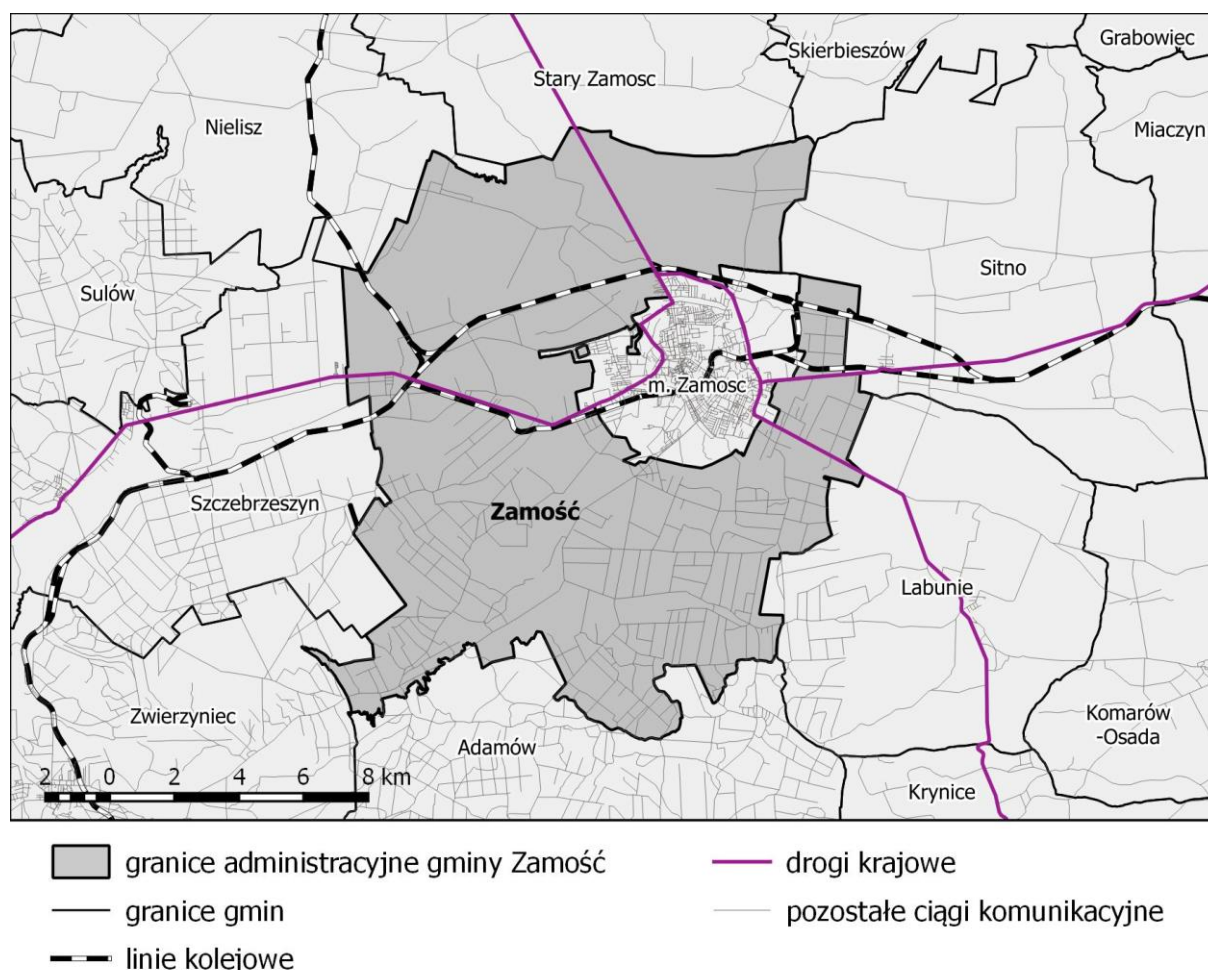 Grabowiec
Skierbieszów
Stary Zamosc
Nielisz
Miaczyn
Sitno
Sulów
m. Zamosc
Szczebrzeszyn
Zamość
Labunie
Zwierzyniec
Komarów
-Osada
Adamów
2 0 2 4 6 8 km
Krynice
granice administracyjne gminy Zamość
drogi krajowe
granice gmin
pozostałe ciągi komunikacyjne
linie kolejowe